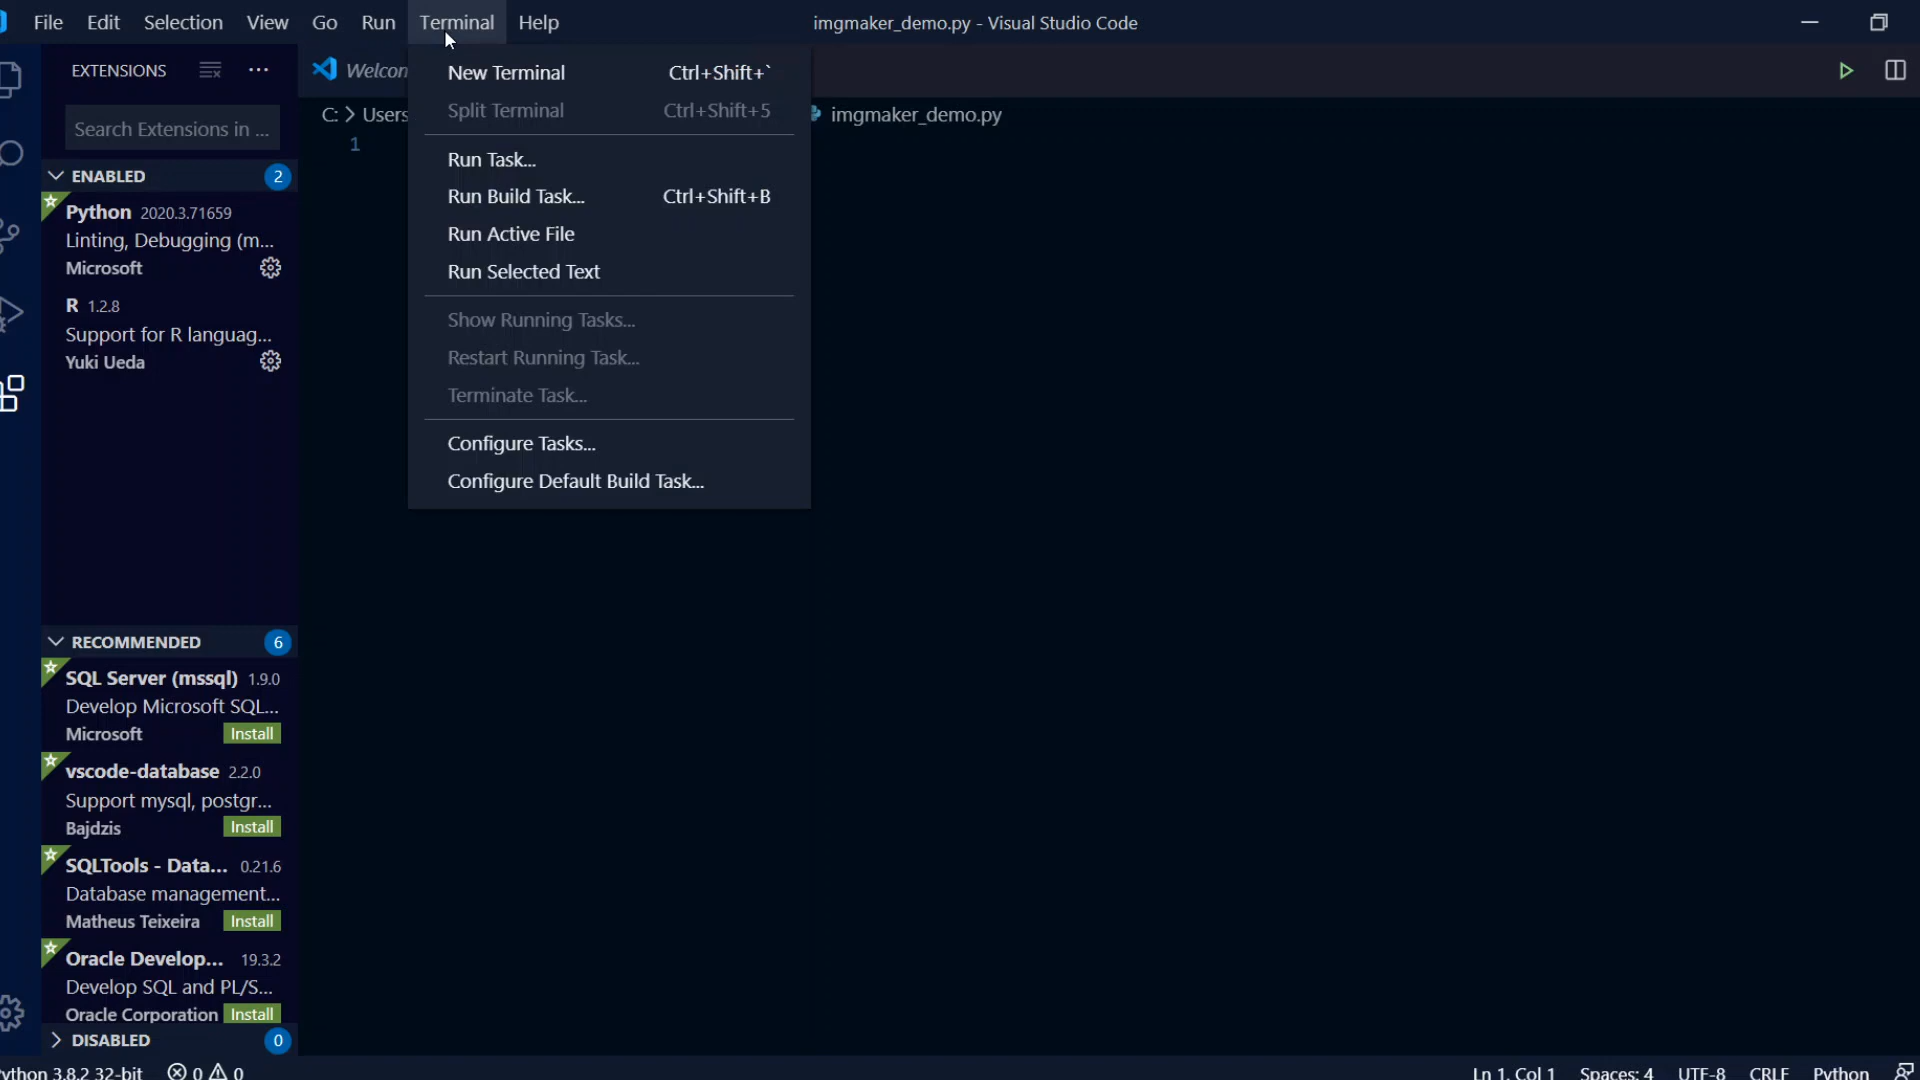 File Edit Selection View Go Run Terminal Help imgmaker_demo.py - Visual Studio Code
EXTENSIONS
Welcon
New Terminal Ctrl+Shift+`
Split Terminal Ctrl+Shift+5
C: > Users imgmaker_demo.py
Search Extensions in ...
1
Run Task...
ENABLED 2
Run Build Task... Ctrl+Shift+B
Python 2020.3.71659
Linting, Debugging (m...
Microsoft
Run Active File
Run Selected Text
R 1.2.8
Support for R languag...
Yuki Ueda
Show Running Tasks...
Restart Running Task...
Terminate Task...
Configure Tasks...
Configure Default Build Task...
RECOMMENDED 6
SQL Server (mssql) 1.9.0
Develop Microsoft SQL...
Microsoft Install
vscode-database 2.2.0
Support mysql, postgr...
Bajdzis Install
SQLTools - Data... 0.21.6
Database management...
Matheus Teixeira Install
Oracle Develop... 19.3.2
Develop SQL and PL/S...
Oracle Corporation Install
DISABLED 0
ython 3.8.2 32-bit 0 0 Ln 1, Col 1 Spaces: 4 UTF-8 CRLF Python